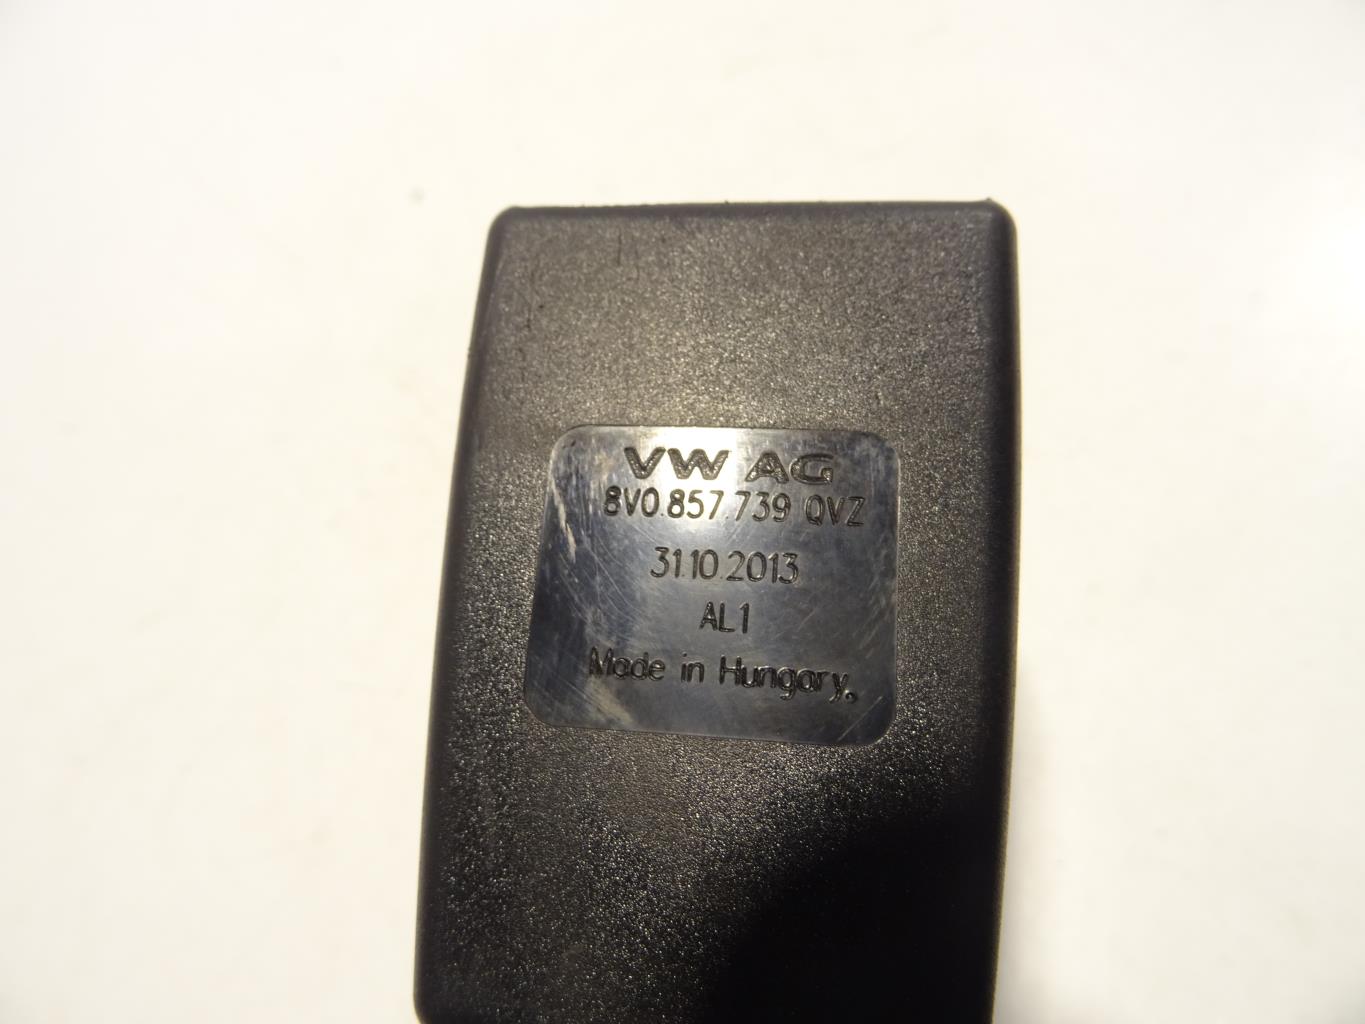 VW AG
8V0.857.739 QVZ
31.10.2013
AL1
Made in Hungary.